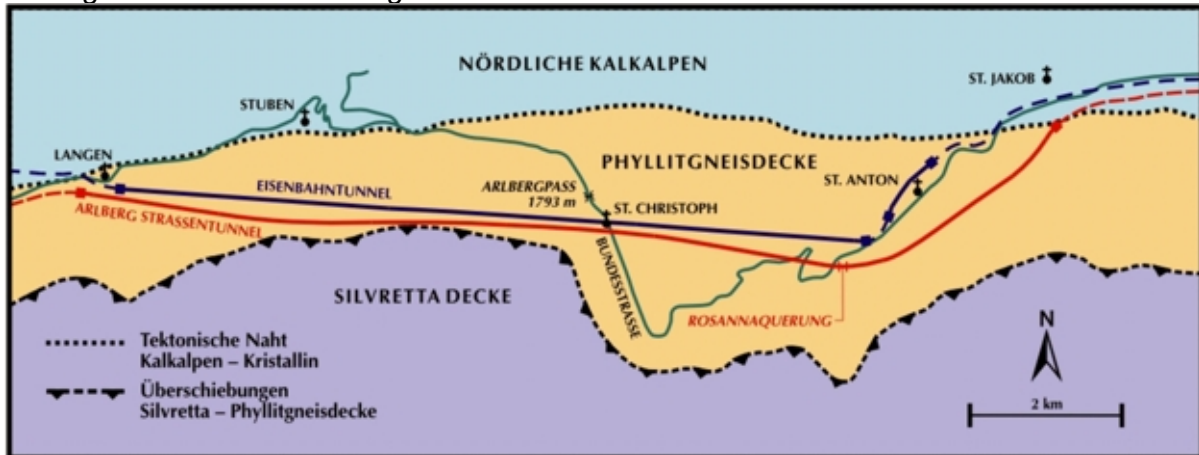 NÖRDLICHE KALKALPEN
ST. JAKOB
STUBEN
LANGEN
PHYLLITGNEISDECKE
EISENBAHNTUNNEL
ARLBERGPASS
1793 m
ST. ANTON
ARLBERG STRASSENTUNNEL
ST. CHRISTOPH
BUNDESSTRASSE
SILVRETTA DECKE
ROSANNAQUERUNG
Tektonische Naht
Kalkalpen – Kristallin
Überschiebungen
Silvretta – Phyllitgneisdecke
N
2 km